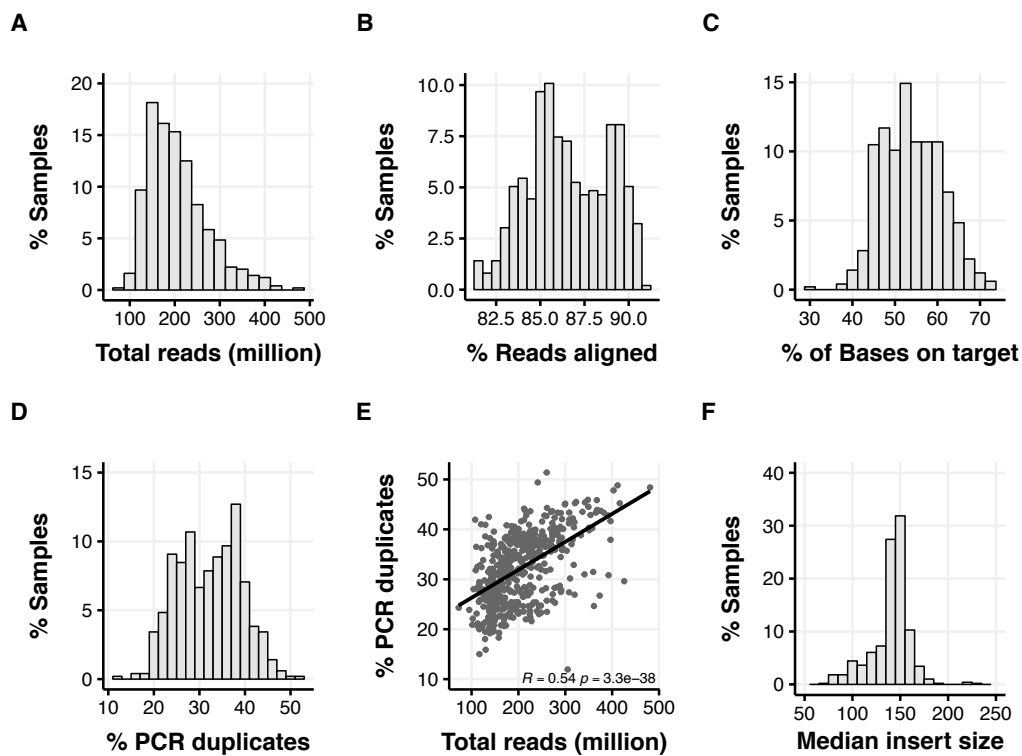 A
% Samples
20
15
10
5
0
100 200 300 400 500
Total reads (million)
B
% Samples
10.0
7.5
5.0
2.5
0.0
82.5 85.0 87.5 90.0
% Reads aligned
C
% Samples
15
10
5
0
30 40 50 60 70
% of Bases on target
D
% Samples
15
10
5
0
10 20 30 40 50
% PCR duplicates
E
% PCR duplicates
50
40
30
20
10
R = 0.54 p = 3.3e−38
100 200 300 400 500
Total reads (million)
F
% Samples
40
30
20
10
0
50 100 150 200 250
Median insert size